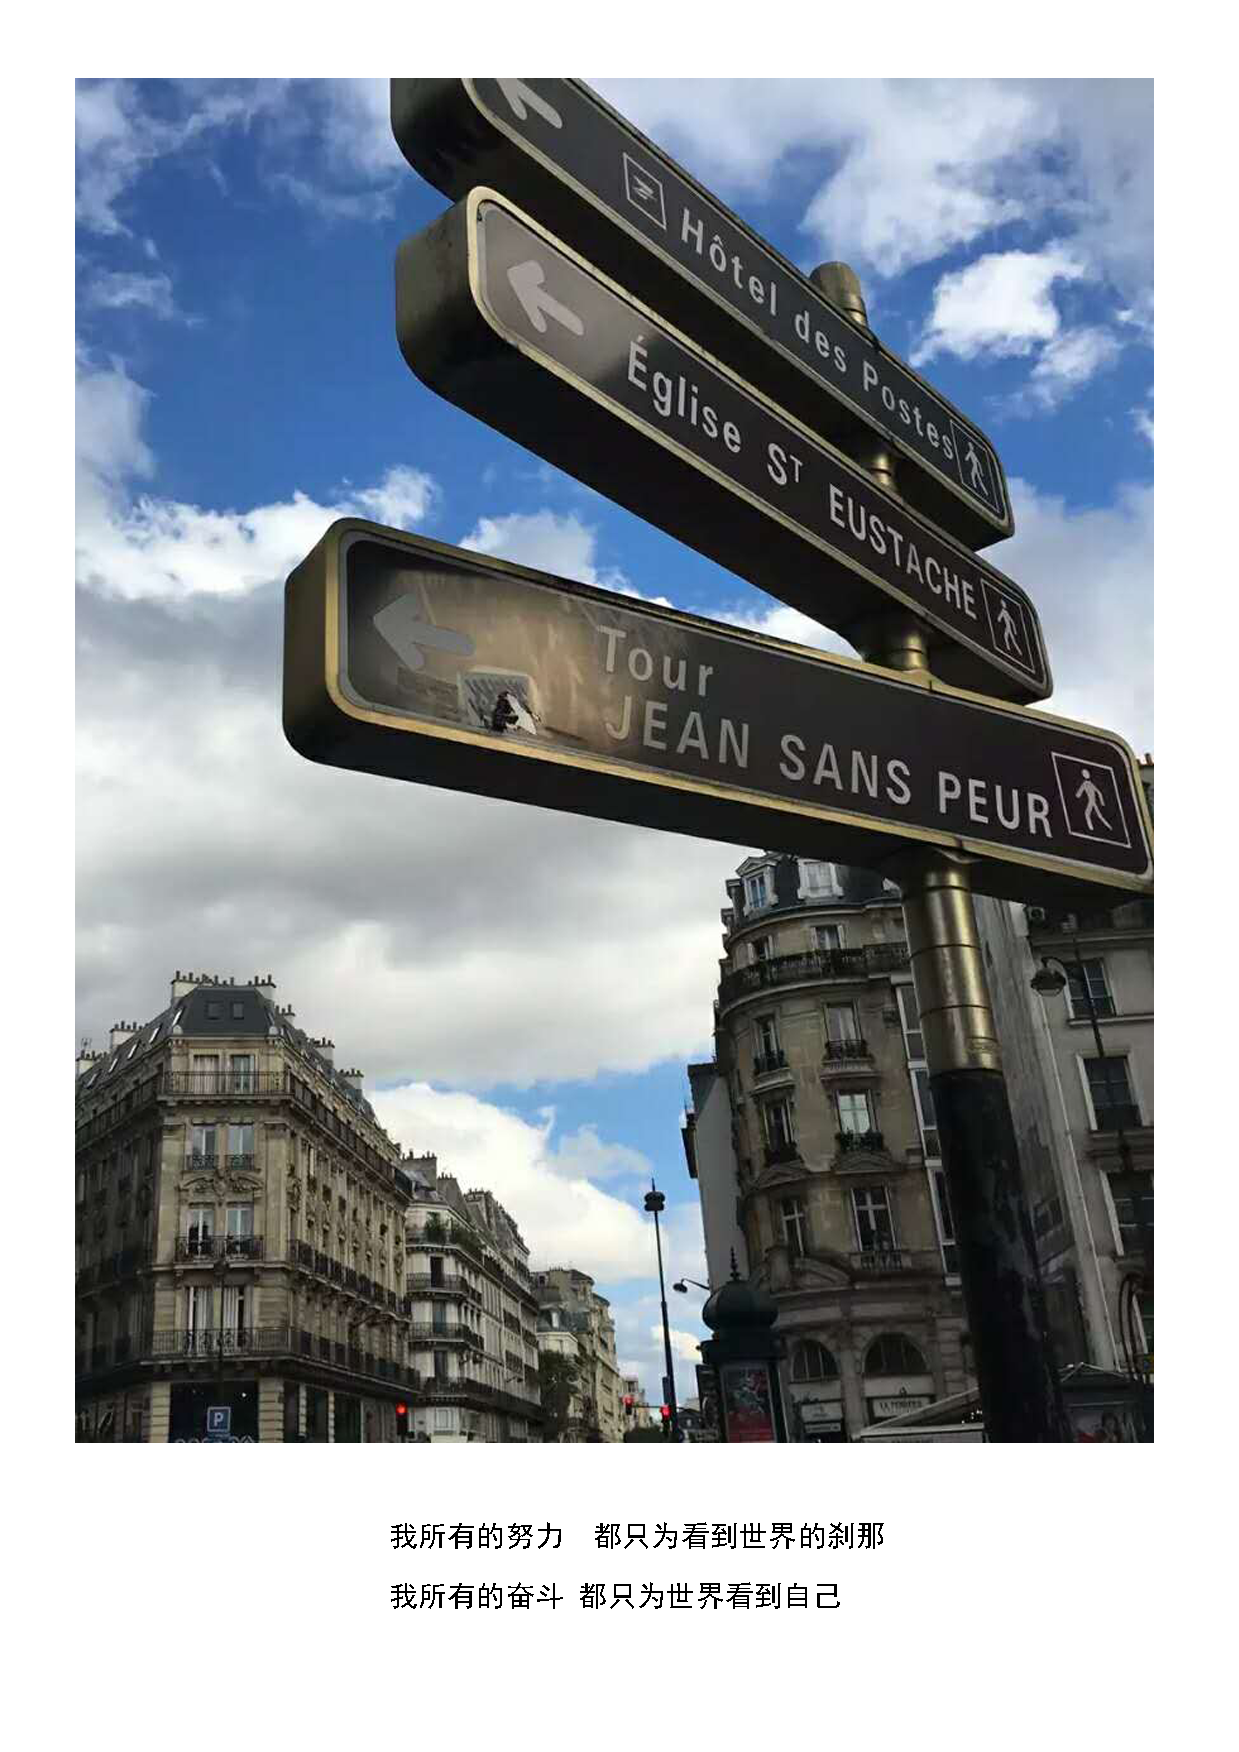 Hôtel des Postes
Église Sᵀ EUSTACHE
Tour
JEAN SANS PEUR
P
我所有的努力 都只为看到世界的刹那
我所有的奋斗 都只为世界看到自己